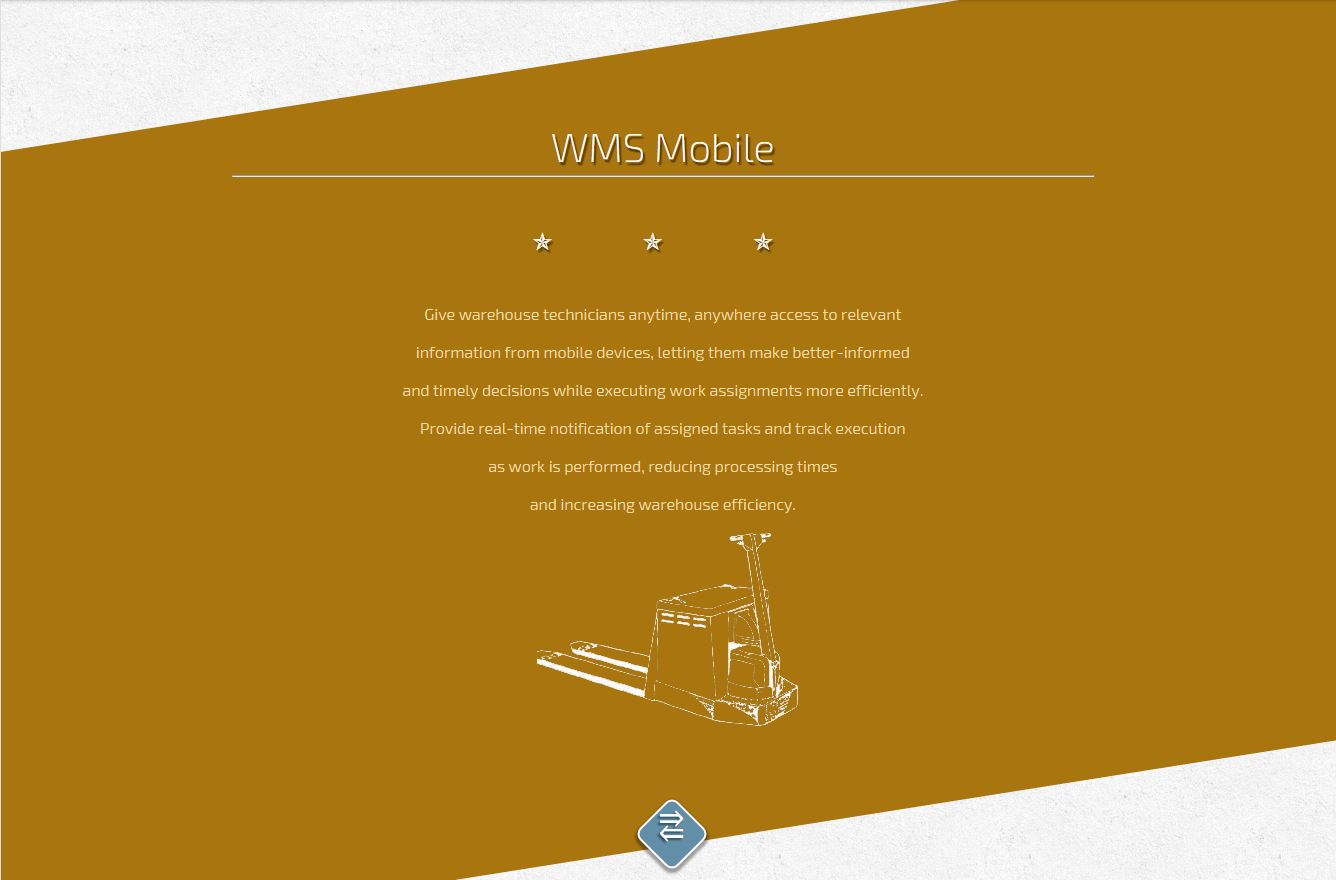 WMS Mobile
Give warehouse technicians anytime, anywhere access to relevant
information from mobile devices, letting them make better-informed
and timely decisions while executing work assignments more efficiently.
Provide real-time notification of assigned tasks and track execution
as work is performed, reducing processing times
and increasing warehouse efficiency.